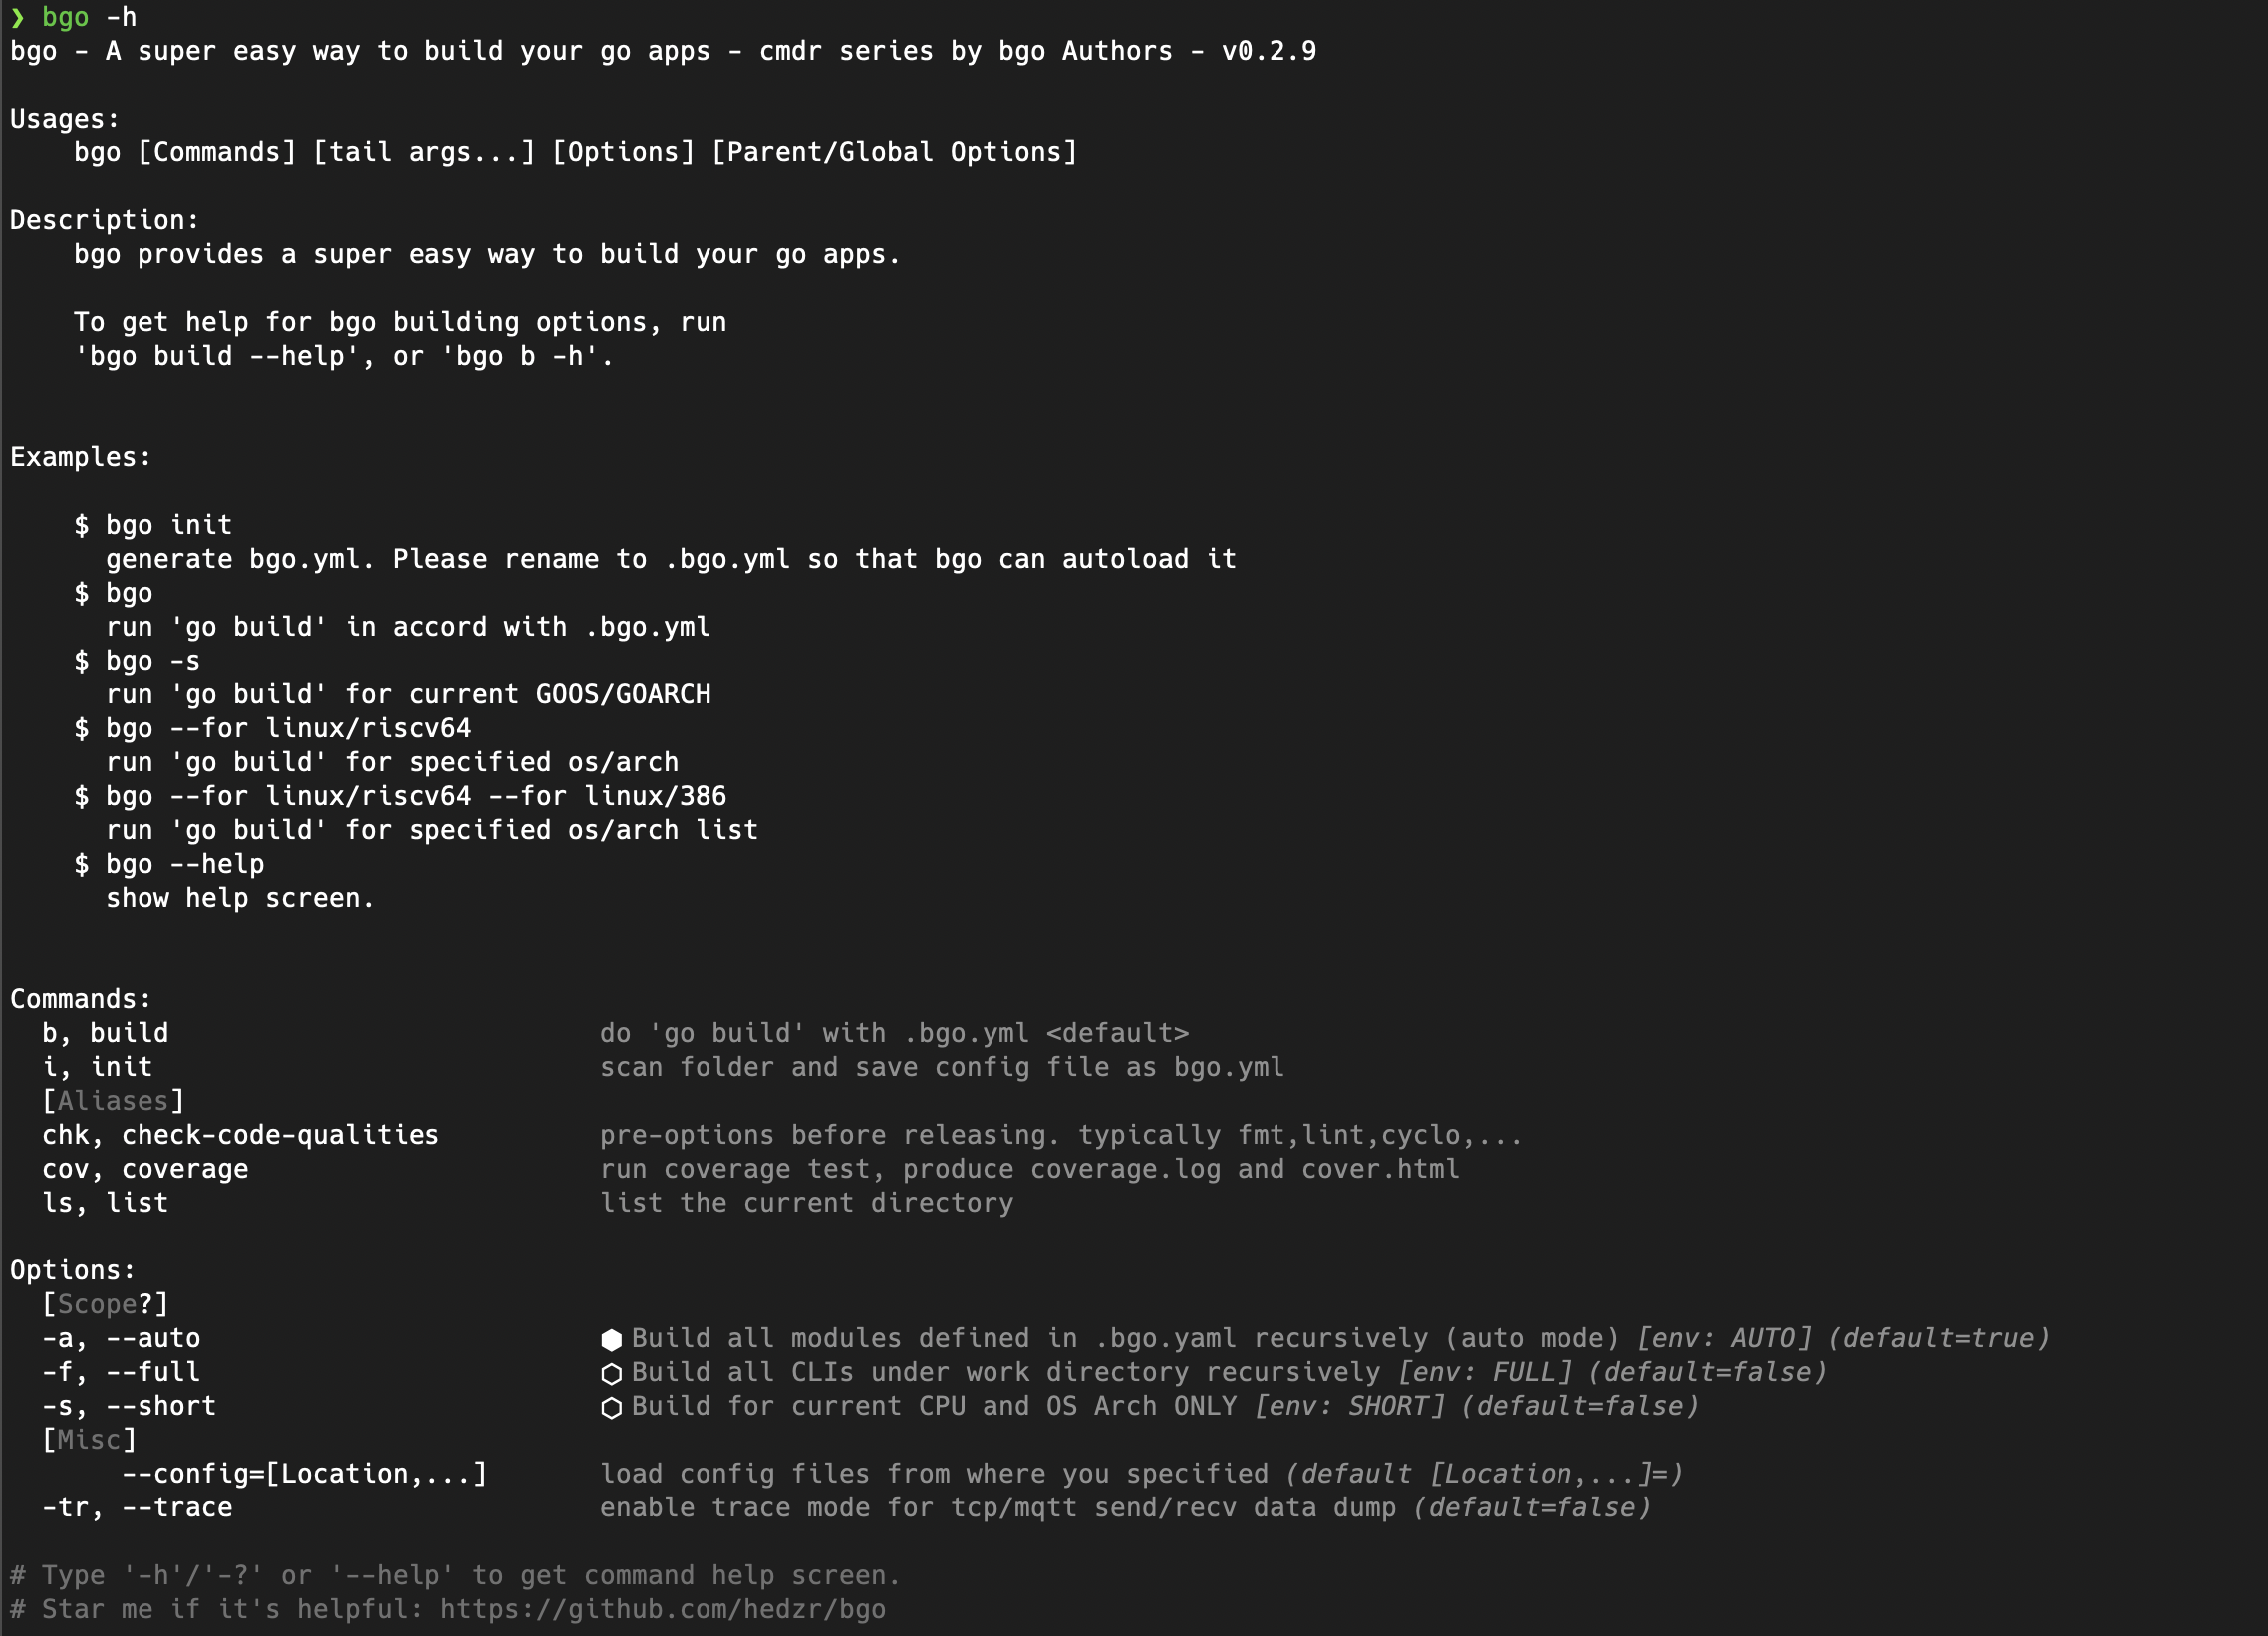 ❯ bgo -h
bgo - A super easy way to build your go apps - cmdr series by bgo Authors - v0.2.9

Usages:
    bgo [Commands] [tail args...] [Options] [Parent/Global Options]

Description:
    bgo provides a super easy way to build your go apps.

    To get help for bgo building options, run
    'bgo build --help', or 'bgo b -h'.

Examples:

    $ bgo init
      generate bgo.yml. Please rename to .bgo.yml so that bgo can autoload it
    $ bgo
      run 'go build' in accord with .bgo.yml
    $ bgo -s
      run 'go build' for current GOOS/GOARCH
    $ bgo --for linux/riscv64
      run 'go build' for specified os/arch
    $ bgo --for linux/riscv64 --for linux/386
      run 'go build' for specified os/arch list
    $ bgo --help
      show help screen.

Commands:
  b, build                           do 'go build' with .bgo.yml <default>
  i, init                            scan folder and save config file as bgo.yml
  [Aliases]
  chk, check-code-qualities          pre-options before releasing. typically fmt,lint,cyclo,...
  cov, coverage                      run coverage test, produce coverage.log and cover.html
  ls, list                           list the current directory

Options:
  [Scope?]
  -a, --auto                         ⬢ Build all modules defined in .bgo.yaml recursively (auto mode) [env: AUTO] (default=true)
  -f, --full                         ⬡ Build all CLIs under work directory recursively [env: FULL] (default=false)
  -s, --short                        ⬡ Build for current CPU and OS Arch ONLY [env: SHORT] (default=false)
  [Misc]
       --config=[Location,...]       load config files from where you specified (default [Location,...]=)
  -tr, --trace                       enable trace mode for tcp/mqtt send/recv data dump (default=false)

# Type '-h'/'-?' or '--help' to get command help screen.
# Star me if it's helpful: https://github.com/hedzr/bgo